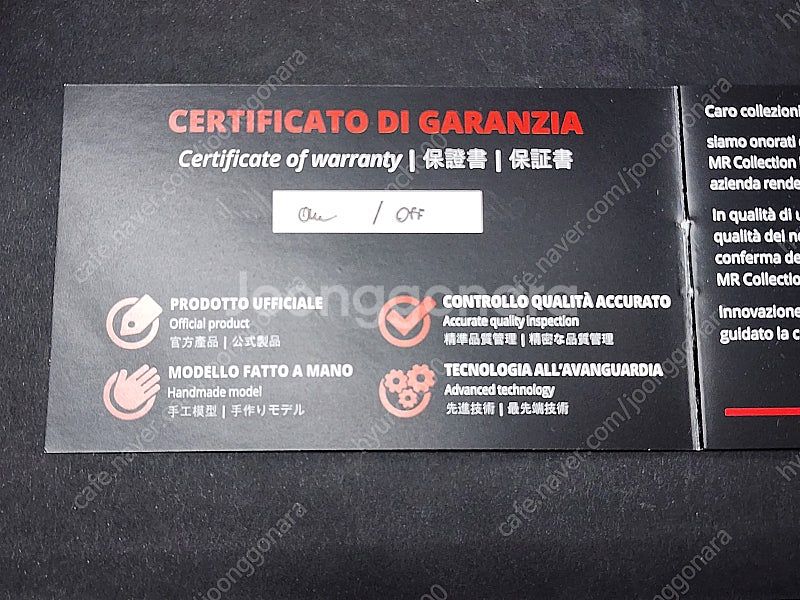 CERTIFICATO DI GARANZIA
Certificate of warranty | 保證書 | 保証書
/ OFF
PRODOTTO UFFICIALE
Official product
官方產品 | 公式製品
CONTROLLO QUALITÀ ACCURATO
Accurate quality inspection
精準品質管理 | 精密な品質管理
MODELLO FATTO A MANO
Handmade model
手工模型 | 手作りモデル
TECNOLOGIA ALL'AVANGUARDIA
Advanced technology
先進技術 | 最先端技術
Caro collezioni
siamo onorati
MR Collection
azienda rende
In qualità di
qualità dei
conferma de
MR Collectio
Innovazione
guidato la c
Joonggonara
cafe.naver.com/joonggonara